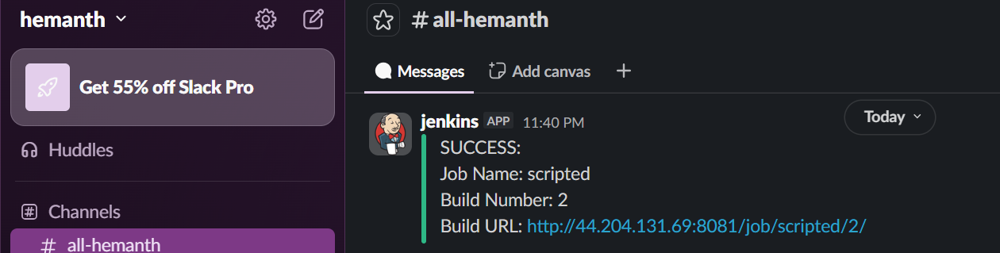 hemanth
Get 55% off Slack Pro
Huddles
Channels
# all-hemanth
# all-hemanth
Messages
Add canvas
Today
jenkins APP 11:40 PM
SUCCESS:
Job Name: scripted
Build Number: 2
Build URL: http://44.204.131.69:8081/job/scripted/2/